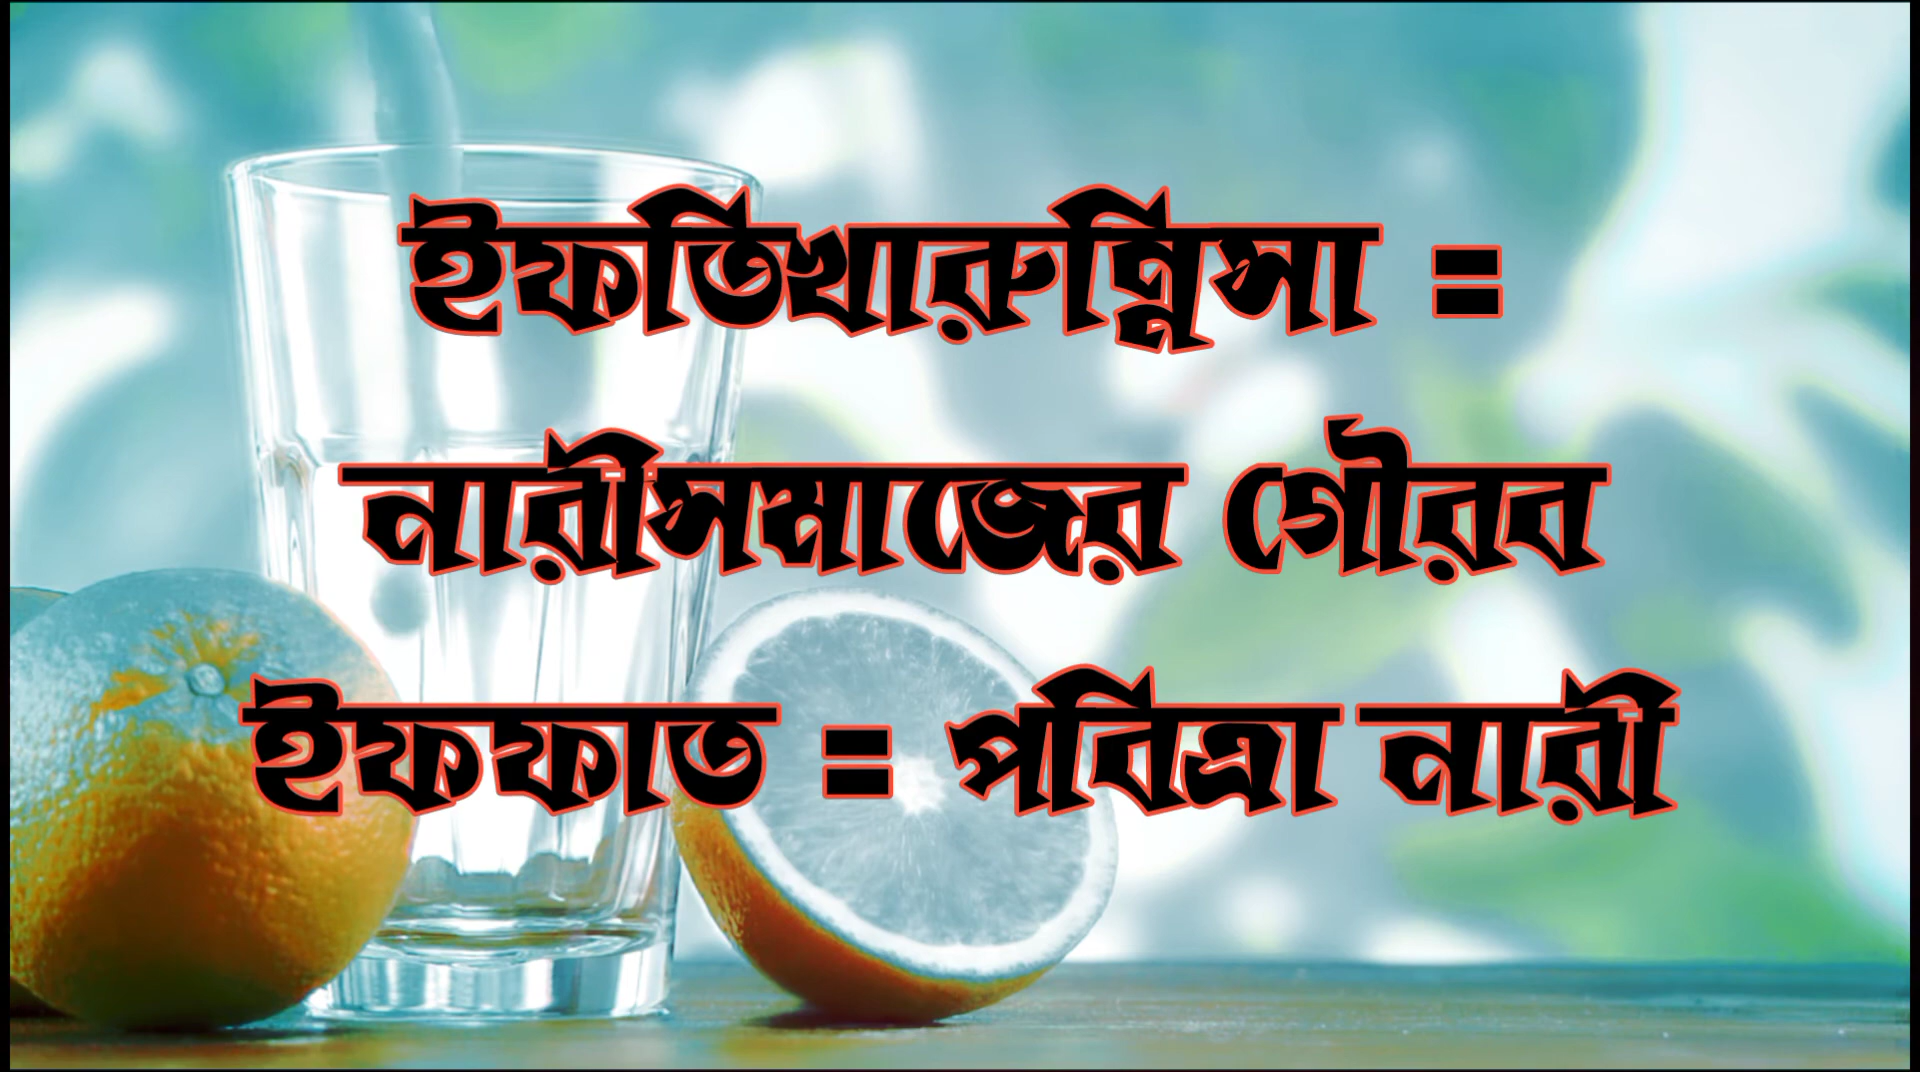 ইফতিখারুন্নিসা =
নারীসমাজের গৌরব
ইফফাত = পবিত্রা নারী